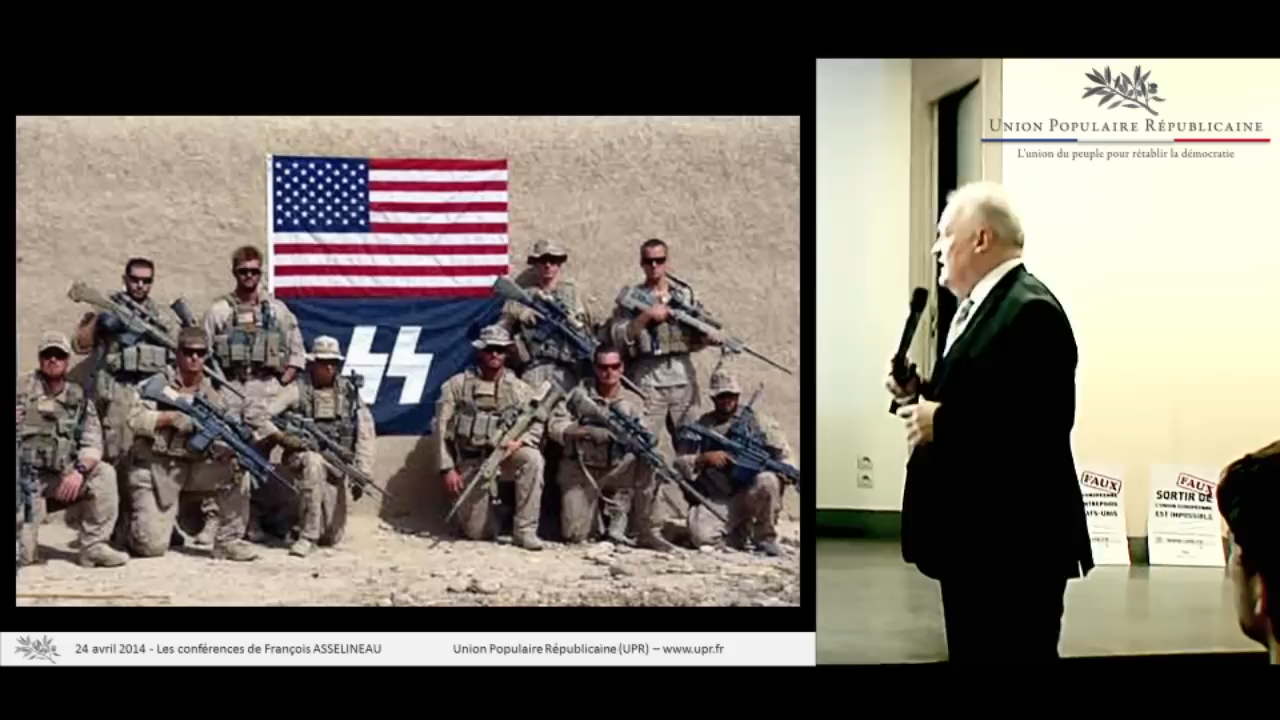 UNION POPULAIRE RÉPUBLICAINE
L'union du peuple pour rétablir la démocratie
FAUX
FAUX
SORTIR DE
L'UNION EUROPÉENNE
EST IMPOSSIBLE
24 avril 2014 - Les conférences de François ASSELINEAU
Union Populaire Républicaine (UPR) – www.upr.fr